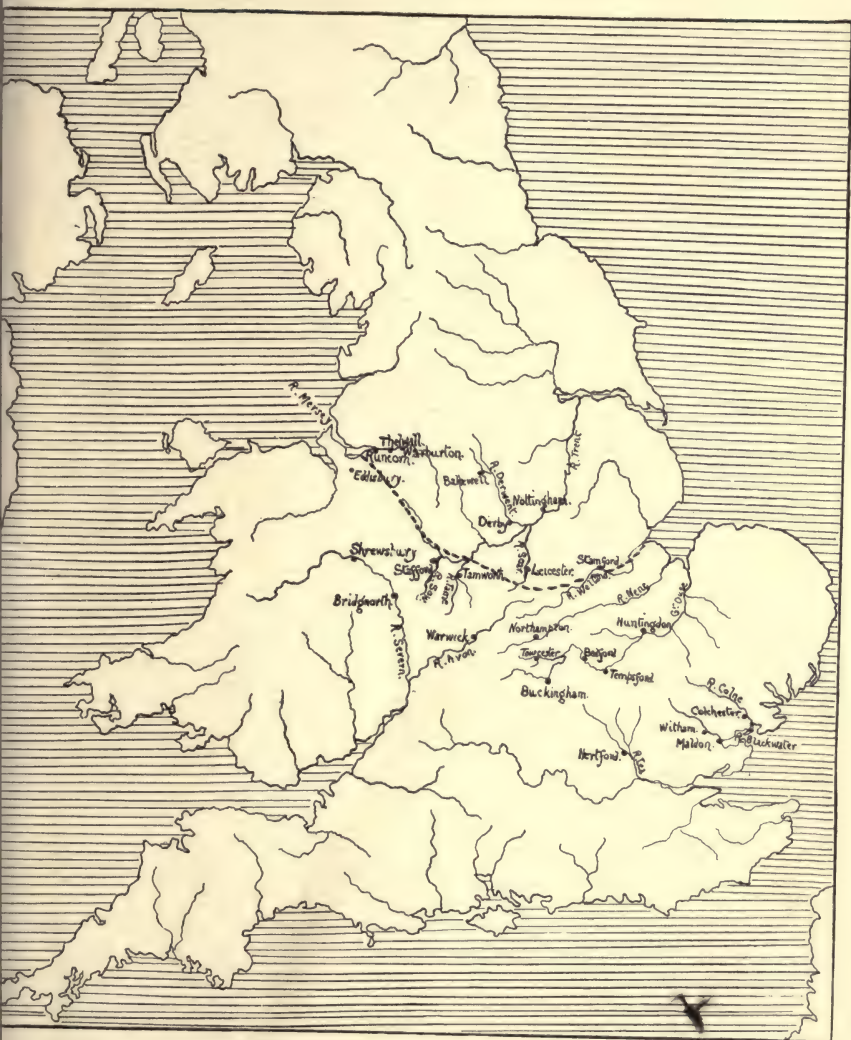 R. Mersey
Thelwall.
Runcorn.
Warburton.
Eddisbury.
Bakewell
R. Derwent.
R. Trent
Nottingham.
Derby
Shrewsbury
Stafford
R. Sow
R. Tame
Tamworth
R. Soar
Leicester.
Stamford
R. Welland.
Bridgnorth
R. Severn.
R. Nene
Gt. Ouse
Warwick
R. Avon.
Northampton.
Huntingdon
Towcester
Bedford
Tempsford
Buckingham.
R. Colne
Colchester
Witham.
Maldon.
R. Blackwater
Hertford.
R. Lea